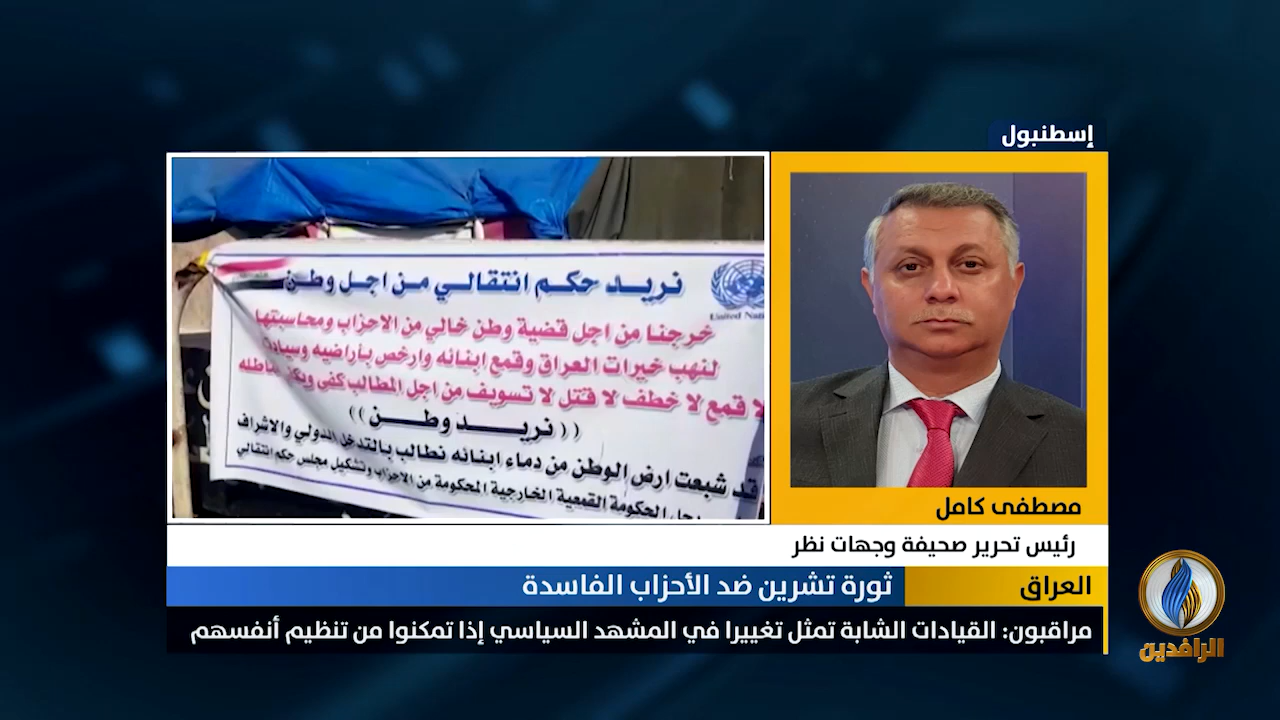 إسطنبول
نريد حكم انتقالي من اجل وطن
United Nati
خرجنا من اجل قضية وطن خالي من الاحزاب ومحاسبتها
لنهب خيرات العراق وقمع ابنائه وارخص بأراضيه وسيادة
لا قمع لا خطف لا قتل لا تسويف من اجل المطالب كفى
((نريد وطن))
قد شبعت ارض الوطن من دماء ابنائه نطالب بالتدخل الدولي والاشراف
الحكومة القمعية الخارجية المحكومة من الاحزاب وتشكيل مجلس حكم انتقالي
مصطفى كامل
رئيس تحرير صحيفة وجهات نظر
العراق
ثورة تشرين ضد الأحزاب الفاسدة
مراقبون: القيادات الشابة تمثل تغييرا في المشهد السياسي إذا تمكنوا من تنظيم أنفسهم
الرافدين